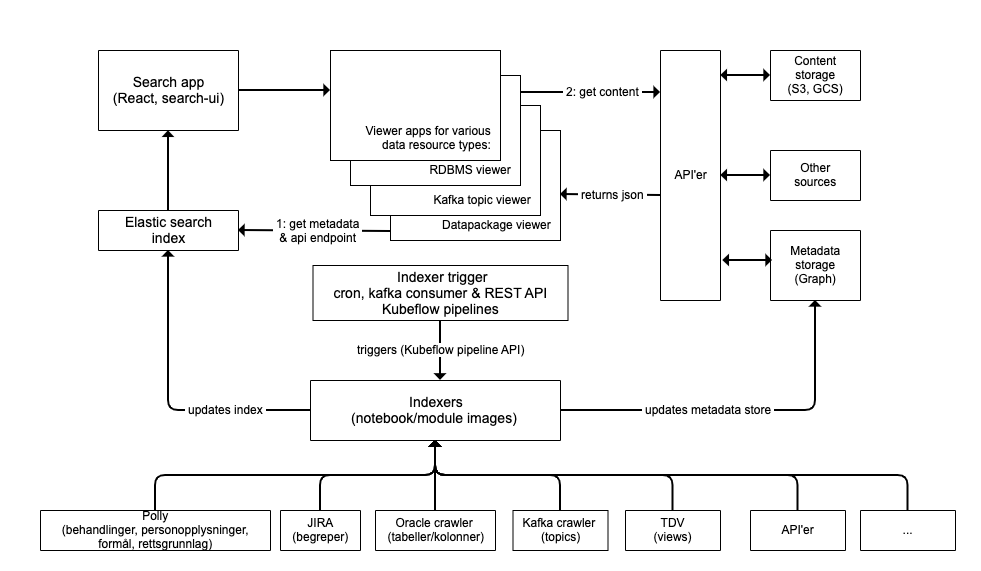 Search app
(React, search-ui)
Viewer apps for various
data resource types:
RDBMS viewer
Kafka topic viewer
Datapackage viewer
2: get content
returns json
API'er
Content
storage
(S3, GCS)
Other
sources
Metadata
storage
(Graph)
Elastic search
index
1: get metadata
& api endpoint
Indexer trigger
cron, kafka consumer & REST API
Kubeflow pipelines
triggers (Kubeflow pipeline API)
Indexers
(notebook/module images)
updates index
updates metadata store
Polly
(behandlinger, personopplysninger,
formål, rettsgrunnlag)
JIRA
(begreper)
Oracle crawler
(tabeller/kolonner)
Kafka crawler
(topics)
TDV
(views)
API'er
...